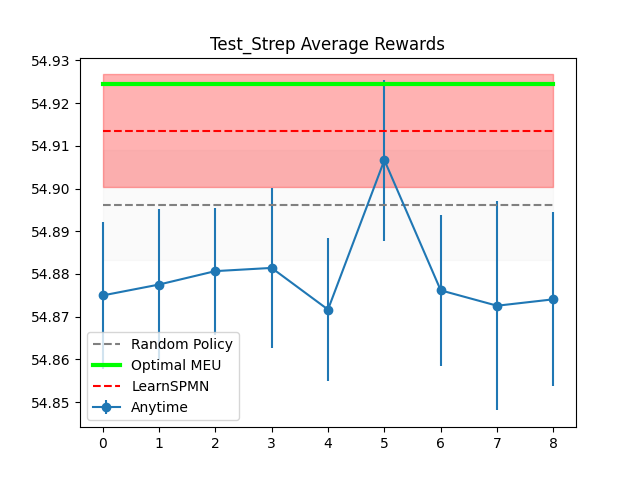 Test_Strep Average Rewards
54.93
54.92
54.91
54.90
54.89
54.88
54.87
54.86
54.85
Random Policy
Optimal MEU
LearnSPMN
Anytime
0 1 2 3 4 5 6 7 8